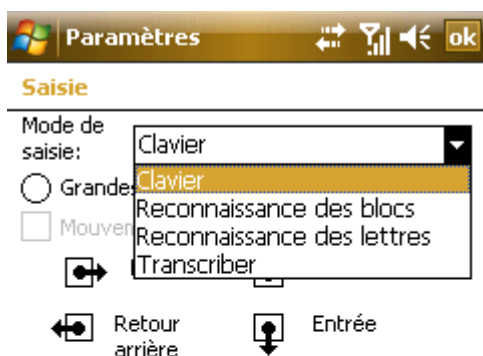 Paramètres
ok
Saisie
Mode de
saisie:
Clavier
Clavier
Reconnaissance des blocs
Reconnaissance des lettres
Transcriber
Retour
arrière
Entrée